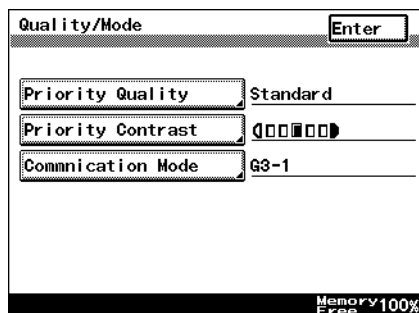 Quality/Mode
Enter
Priority Quality Standard
Priority Contrast
Commnication Mode G3-1
Memory
Free 100%